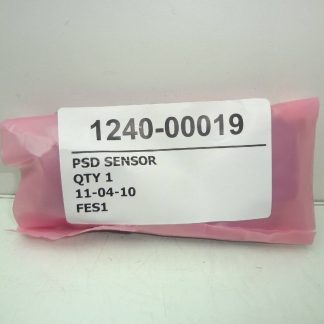 1240-00019
PSD SENSOR
QTY 1
11-04-10
FES1